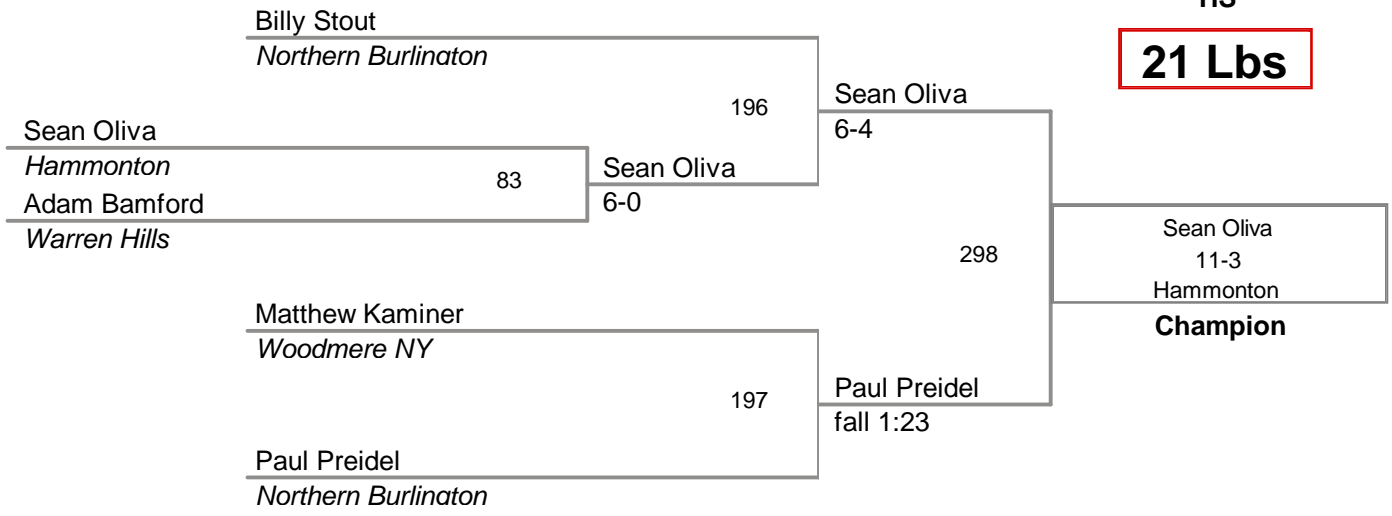 HS
21 Lbs
Billy Stout
Northern Burlington
196
Sean Oliva
6-4
Sean Oliva
Hammonton
83
Sean Oliva
6-0
Adam Bamford
Warren Hills
298
Sean Oliva
11-3
Hammonton
Champion
Matthew Kaminer
Woodmere NY
197
Paul Preidel
fall 1:23
Paul Preidel
Northern Burlington